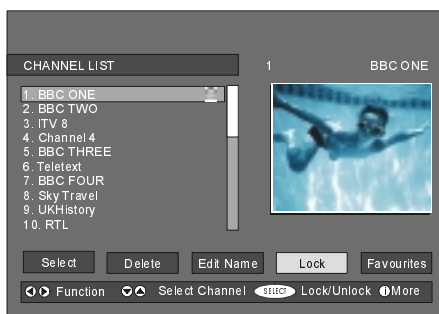 CHANNEL LIST
1 BBC ONE
1. BBC ONE
2. BBC TWO
3. ITV 8
4. Channel 4
5. BBC THREE
6. Teletext
7. BBC FOUR
8. Sky Travel
9. UKHistory
10. RTL
Select Delete Edit Name Lock Favourites
Function Select Channel SELECT Lock/Unlock i More